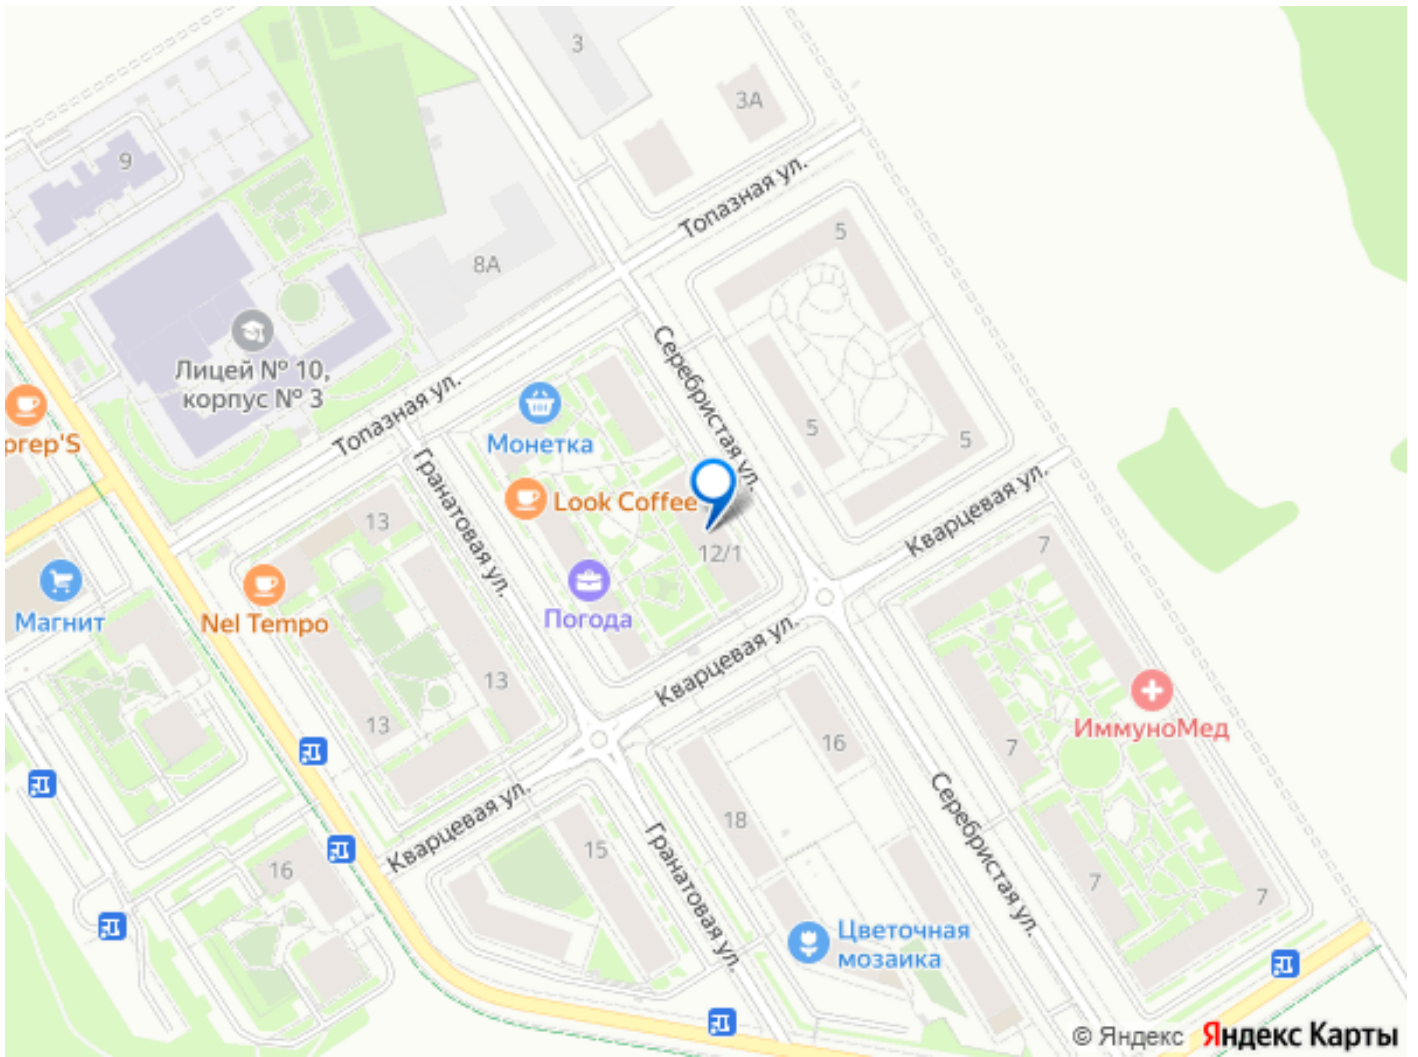 3
3А
9
Топазная ул.
5
8А
Лицей № 10,
корпус № 3
Серебристая ул.
Топазная ул.
Монетка
5
5
Гранатовая ул.
Look Coffee
Кварцевая ул.
13
12/1
7
Магнит
Nel Tempo
Погода
Кварцевая ул.
13
13
ИммуноМед
16
7
Кварцевая ул.
Серебристая ул.
18
15
Гранатовая ул.
16
7
7
Цветочная
мозаика
© Яндекс Яндекс Карты